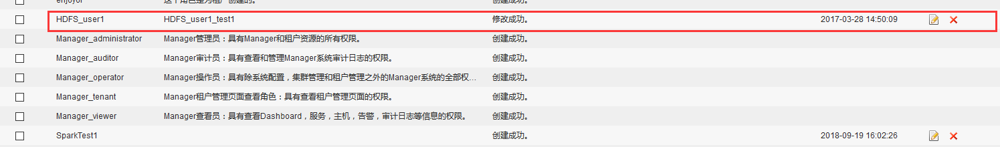 enjoyor 这个角色是为租户创建的。 创建成功。
HDFS_user1 HDFS_user1_test1 修改成功。 2017-03-28 14:50:09
Manager_administrator Manager管理员：具有Manager和租户资源的所有权限。 创建成功。
Manager_auditor Manager审计员：具有查看和管理Manager系统审计日志的权限。 创建成功。
Manager_operator Manager操作员：具有除系统配置，集群管理和租户管理之外的Manager系统的全部权... 创建成功。
Manager_tenant Manager租户管理页面查看角色：具有查看租户管理页面的权限。 创建成功。
Manager_viewer Manager查看员：具有查看Dashboard，服务，主机，告警，审计日志等信息的权限。 创建成功。
SparkTest1 创建成功。 2018-09-19 16:02:26